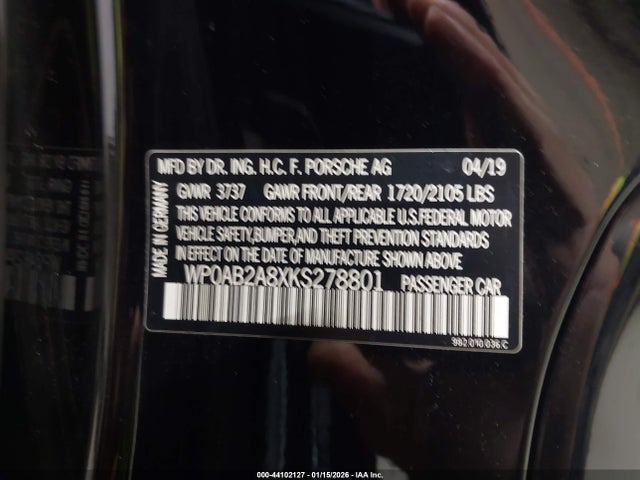 MFD BY DR. ING. H.C. F. PORSCHE AG 04/19
GVWR 3737 GAWR FRONT/REAR 1720/2105 LBS
THIS VEHICLE CONFORMS TO ALL APPLICABLE U.S.FEDERAL MOTOR
VEHICLE SAFETY,BUMPER,AND THEFT PREVENTION STANDARDS
IN EFFECT ON THE DATE OF MANUFACTURE SHOWN ABOVE
WP0AB2A8XKS278801 PASSENGER CAR
MADE IN GERMANY
982.010.036.C
000-44102127 - 01/15/2026 - IAA Inc.